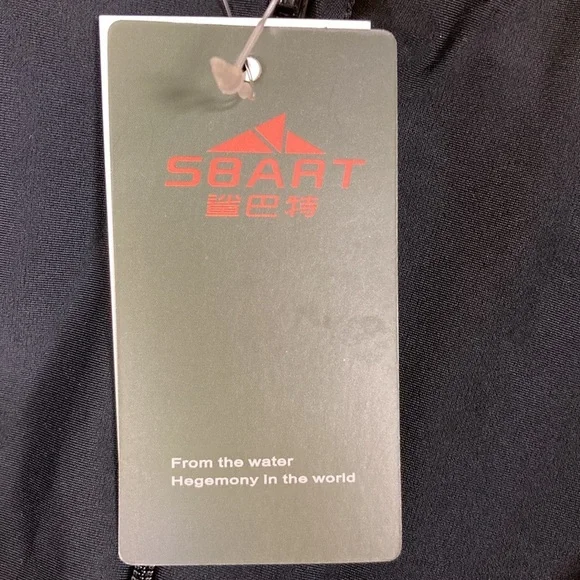 SBART
鲨巴特
From the water
Hegemony In the world